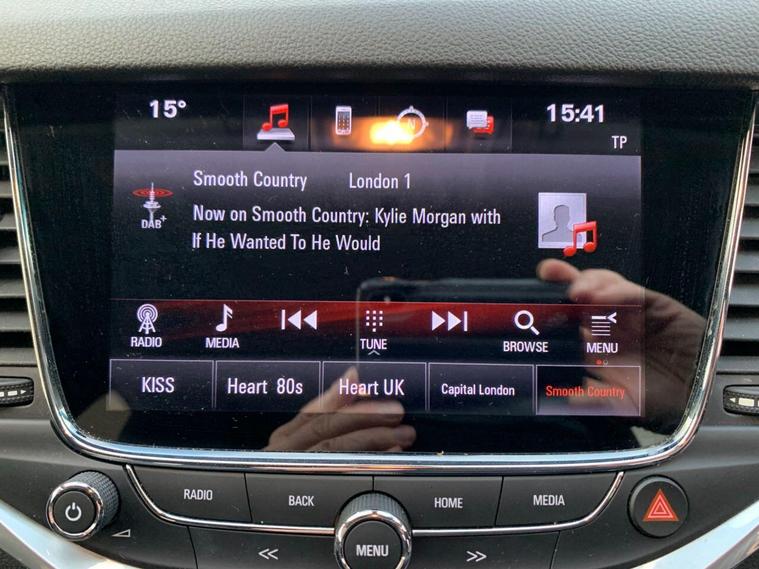 15° 15:41
N
TP
Smooth Country London 1
DAB+
Now on Smooth Country: Kylie Morgan with
If He Wanted To He Would
RADIO MEDIA TUNE BROWSE MENU
KISS Heart 80s Heart UK Capital London Smooth Country
RADIO BACK HOME MEDIA
MENU